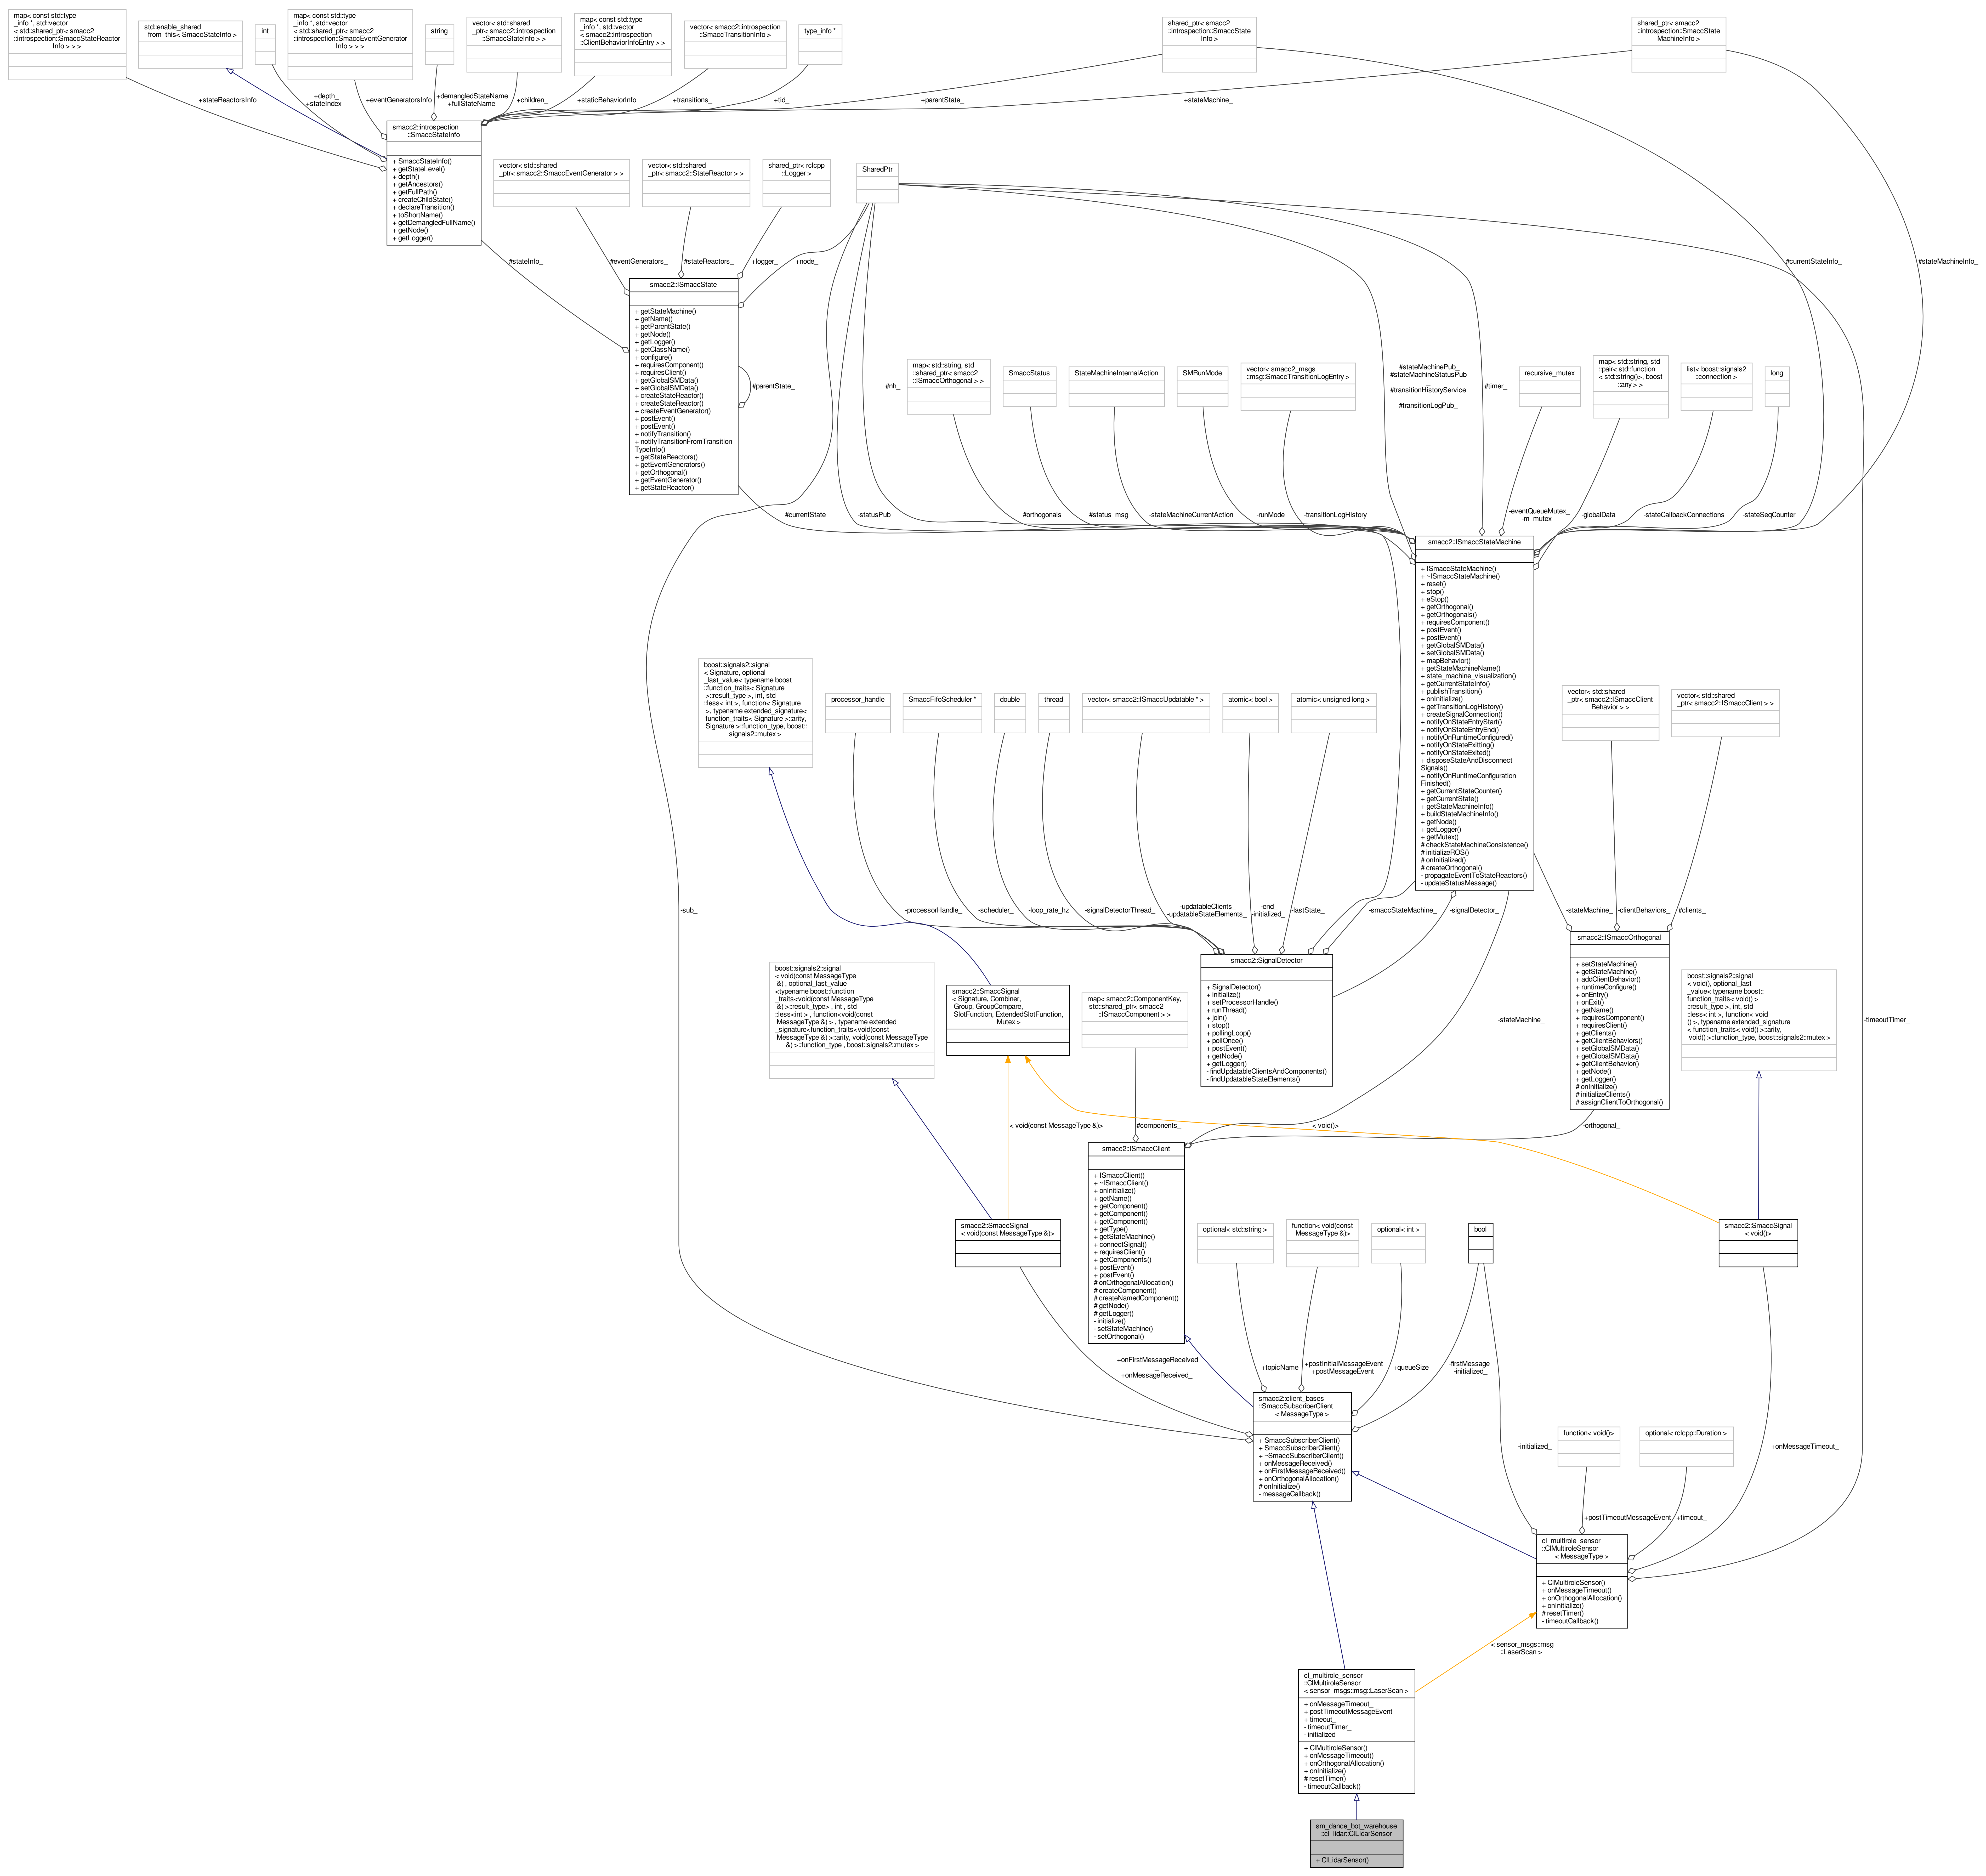 map< const std::type
_info *, std::vector
< std::shared_ptr< smacc2
::introspection::SmaccStateReactor
Info > > >
std::enable_shared
_from_this< SmaccStateInfo >
int
map< const std::type
_info *, std::vector
< std::shared_ptr< smacc2
::introspection::SmaccEventGenerator
Info > > >
string
vector< std::shared
_ptr< smacc2::introspection
::SmaccStateInfo > >
map< const std::type
_info *, std::vector
< smacc2::introspection
::ClientBehaviorInfoEntry > >
vector< smacc2::introspection
::SmaccTransitionInfo >
type_info *
shared_ptr< smacc2
::introspection::SmaccState
Info >
shared_ptr< smacc2
::introspection::SmaccState
MachineInfo >
+stateReactorsInfo
+depth_
+stateIndex_
+eventGeneratorsInfo
+demangledStateName
+fullStateName
+children_
+staticBehaviorInfo
+transitions_
+tid_
+parentState_
+stateMachine_
smacc2::introspection
::SmaccStateInfo
+ SmaccStateInfo()
+ getStateLevel()
+ depth()
+ getAncestors()
+ getFullPath()
+ createChildState()
+ declareTransition()
+ toShortName()
+ getDemangledFullName()
+ getNode()
+ getLogger()
vector< std::shared
_ptr< smacc2::SmaccEventGenerator > >
vector< std::shared
_ptr< smacc2::StateReactor > >
shared_ptr< rclcpp
::Logger >
SharedPtr
#stateInfo_
#eventGenerators_
#stateReactors_
+logger_
+node_
#currentStateInfo_
#stateMachineInfo_
smacc2::ISmaccState
+ getStateMachine()
+ getName()
+ getParentState()
+ getNode()
+ getLogger()
+ getClassName()
+ configure()
+ requiresComponent()
+ requiresClient()
+ getGlobalSMData()
+ setGlobalSMData()
+ createStateReactor()
+ createStateReactor()
+ createEventGenerator()
+ postEvent()
+ postEvent()
+ notifyTransition()
+ notifyTransitionFromTransition
TypeInfo()
+ getStateReactors()
+ getEventGenerators()
+ getOrthogonal()
+ getEventGenerator()
+ getStateReactor()
#parentState_
#nh_
map< std::string, std
::shared_ptr< smacc2
::ISmaccOrthogonal > >
SmaccStatus
StateMachineInternalAction
SMRunMode
vector< smacc2_msgs
::msg::SmaccTransitionLogEntry >
#stateMachinePub_
#stateMachineStatusPub
_
#transitionHistoryService
_
#transitionLogPub_
#timer_
recursive_mutex
map< std::string, std
::pair< std::function
< std::string()>, boost
::any > >
list< boost::signals2
::connection >
long
#currentState_
-statusPub_
#orthogonals_
#status_msg_
-stateMachineCurrentAction
-runMode_
-transitionLogHistory_
-eventQueueMutex_
-m_mutex_
-globalData_
-stateCallbackConnections
-stateSeqCounter_
smacc2::ISmaccStateMachine
+ ISmaccStateMachine()
+ ~ISmaccStateMachine()
+ reset()
+ stop()
+ eStop()
+ getOrthogonal()
+ getOrthogonals()
+ requiresComponent()
+ postEvent()
+ postEvent()
+ getGlobalSMData()
+ setGlobalSMData()
+ mapBehavior()
+ getStateMachineName()
+ state_machine_visualization()
+ getCurrentStateInfo()
+ publishTransition()
+ onInitialize()
+ getTransitionLogHistory()
+ createSignalConnection()
+ notifyOnStateEntryStart()
+ notifyOnStateEntryEnd()
+ notifyOnRuntimeConfigured()
+ notifyOnStateExitting()
+ notifyOnStateExited()
+ disposeStateAndDisconnect
Signals()
+ notifyOnRuntimeConfiguration
Finished()
+ getCurrentStateCounter()
+ getCurrentState()
+ getStateMachineInfo()
+ buildStateMachineInfo()
+ getNode()
+ getLogger()
+ getMutex()
# checkStateMachineConsistence()
# initializeROS()
# onInitialized()
# createOrthogonal()
- propagateEventToStateReactors()
- updateStatusMessage()
boost::signals2::signal
< Signature, optional
_last_value< typename boost
::function_traits< Signature
>::result_type >, int, std
::less< int >, function< Signature
>, typename extended_signature<
function_traits< Signature >::arity,
Signature >::function_type, boost::
signals2::mutex >
processor_handle
SmaccFifoScheduler *
double
thread
vector< smacc2::ISmaccUpdatable * >
atomic< bool >
atomic< unsigned long >
vector< std::shared
_ptr< smacc2::ISmaccClient
Behavior > >
vector< std::shared
_ptr< smacc2::ISmaccClient > >
-sub_
-processorHandle_
-scheduler_
-loop_rate_hz
-signalDetectorThread_
-updatableClients_
-updatableStateElements_
-end_
-initialized_
-lastState_
-smaccStateMachine_
-signalDetector_
-stateMachine_
-clientBehaviors_
#clients_
-timeoutTimer_
smacc2::SignalDetector
+ SignalDetector()
+ initialize()
+ setProcessorHandle()
+ runThread()
+ join()
+ stop()
+ pollingLoop()
+ pollOnce()
+ postEvent()
+ getNode()
+ getLogger()
- findUpdatableClientsAndComponents()
- findUpdatableStateElements()
smacc2::ISmaccOrthogonal
+ setStateMachine()
+ getStateMachine()
+ addClientBehavior()
+ runtimeConfigure()
+ onEntry()
+ onExit()
+ getName()
+ requiresComponent()
+ requiresClient()
+ getClients()
+ getClientBehaviors()
+ setGlobalSMData()
+ getGlobalSMData()
+ getClientBehavior()
+ getNode()
+ getLogger()
# onInitialize()
# initializeClients()
# assignClientToOrthogonal()
boost::signals2::signal
< void(const MessageType
&) , optional_last_value
<typename boost::function
_traits<void(const MessageType
&) >::result_type> , int , std
::less<int > , function<void(const
MessageType &) > , typename extended
_signature<function_traits<void(const
MessageType &) >::arity, void(const MessageType
&) >::function_type , boost::signals2::mutex >
smacc2::SmaccSignal
< Signature, Combiner,
Group, GroupCompare,
SlotFunction, ExtendedSlotFunction,
Mutex >
map< smacc2::ComponentKey,
std::shared_ptr< smacc2
::ISmaccComponent > >
boost::signals2::signal
< void(), optional_last
_value< typename boost::
function_traits< void() >
::result_type >, int, std
::less< int >, function< void
() >, typename extended_signature
< function_traits< void() >::arity,
void() >::function_type, boost::signals2::mutex >
-stateMachine_
< void(const MessageType &)>
#components_
< void()>
-orthogonal_
smacc2::ISmaccClient
+ ISmaccClient()
+ ~ISmaccClient()
+ onInitialize()
+ getName()
+ getComponent()
+ getComponent()
+ getComponent()
+ getType()
+ getStateMachine()
+ connectSignal()
+ requiresClient()
+ getComponents()
+ postEvent()
+ postEvent()
# onOrthogonalAllocation()
# createComponent()
# createNamedComponent()
# getNode()
# getLogger()
- initialize()
- setStateMachine()
- setOrthogonal()
smacc2::SmaccSignal
< void(const MessageType &)>
optional< std::string >
function< void(const
MessageType &)>
optional< int >
bool
smacc2::SmaccSignal
< void()>
+onFirstMessageReceived
_
+onMessageReceived_
+topicName
+postInitialMessageEvent
+postMessageEvent
+queueSize
-firstMessage_
-initialized_
smacc2::client_bases
::SmaccSubscriberClient
< MessageType >
+ SmaccSubscriberClient()
+ SmaccSubscriberClient()
+ ~SmaccSubscriberClient()
+ onMessageReceived()
+ onFirstMessageReceived()
+ onOrthogonalAllocation()
# onInitialize()
- messageCallback()
function< void()>
optional< rclcpp::Duration >
-initialized_
+onMessageTimeout_
+postTimeoutMessageEvent
+timeout_
cl_multirole_sensor
::ClMultiroleSensor
< MessageType >
+ ClMultiroleSensor()
+ onMessageTimeout()
+ onOrthogonalAllocation()
+ onInitialize()
# resetTimer()
- timeoutCallback()
< sensor_msgs::msg
::LaserScan >
cl_multirole_sensor
::ClMultiroleSensor
< sensor_msgs::msg::LaserScan >
+ onMessageTimeout_
+ postTimeoutMessageEvent
+ timeout_
- timeoutTimer_
- initialized_
+ ClMultiroleSensor()
+ onMessageTimeout()
+ onOrthogonalAllocation()
+ onInitialize()
# resetTimer()
- timeoutCallback()
sm_dance_bot_warehouse
::cl_lidar::ClLidarSensor
+ ClLidarSensor()